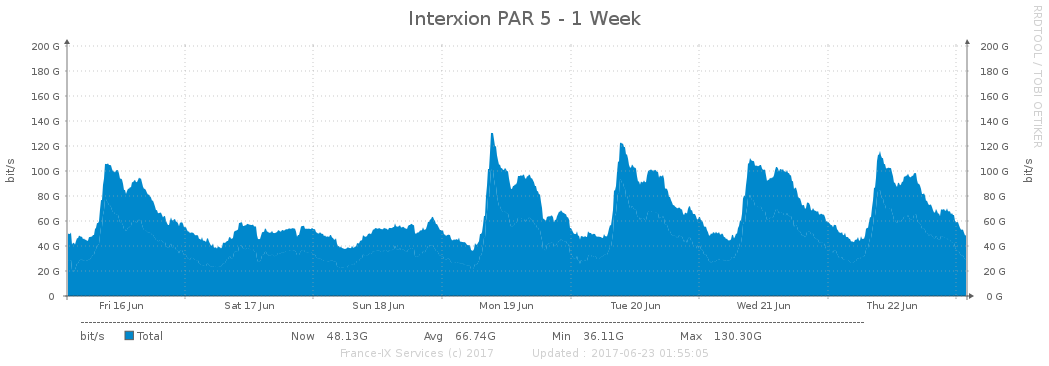 Interxion PAR 5 - 1 Week
RRDTOOL / TOBI OETIKER
bit/s
bit/s
200 G 200 G
180 G 180 G
160 G 160 G
140 G 140 G
120 G 120 G
100 G 100 G
80 G 80 G
60 G 60 G
40 G 40 G
20 G 20 G
0 0 G
Fri 16 Jun Sat 17 Jun Sun 18 Jun Mon 19 Jun Tue 20 Jun Wed 21 Jun Thu 22 Jun
bit/s Total Now 48.13G Avg 66.74G Min 36.11G Max 130.30G
France-IX Services (c) 2017 Updated : 2017-06-23 01:55:05